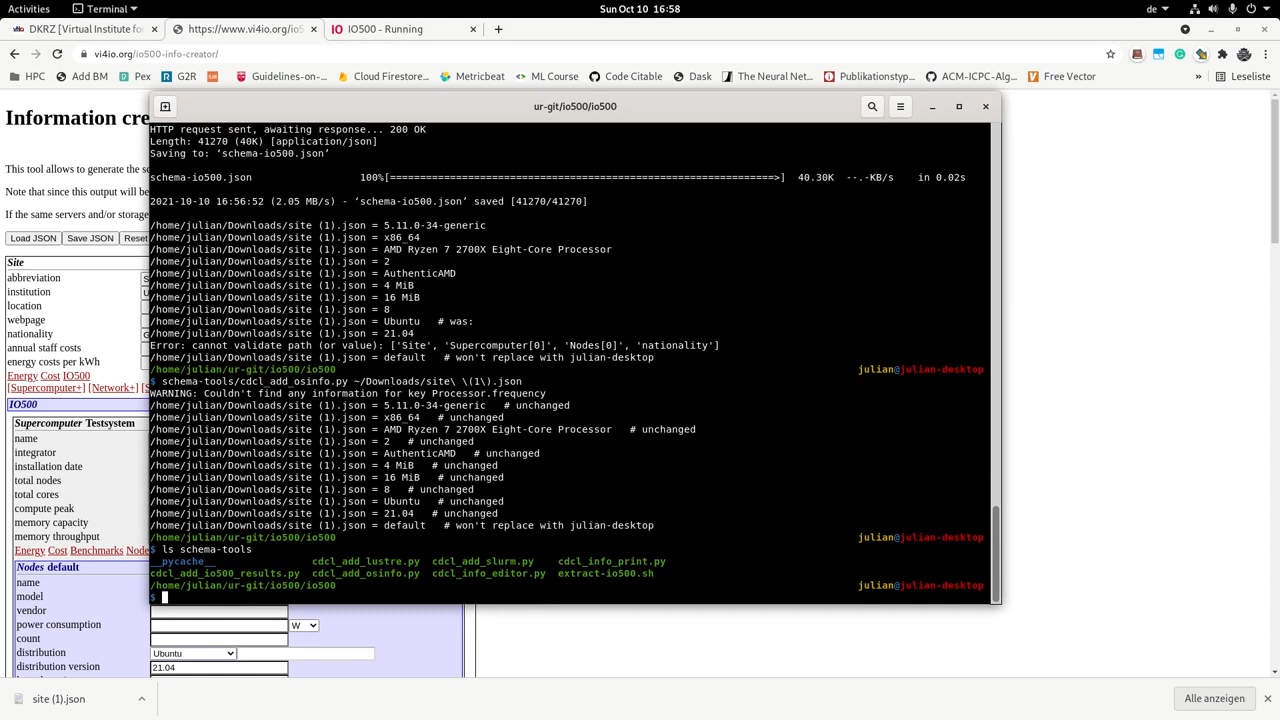 Activities
Terminal
Sun Oct 10 16:58
de
DKRZ [Virtual Institute for
https://www.vi4io.org/io5
IO500 - Running
vi4io.org/io500-info-creator/
HPC
Add BM
Pex
G2R
Guidelines-on-...
Cloud Firestore...
Metricbeat
ML Course
Code Citable
Dask
The Neural Net...
Publikationstyp...
ACM-ICPC-Alg...
Free Vector
»
Leseliste
Information cre
This tool allows to generate the s
Note that since this output will be
If the same servers and/or storage
Load JSON
Save JSON
Reset
Site
abbreviation
institution
location
webpage
nationality
annual staff costs
energy costs per kWh
Energy Cost IO500
[Supercomputer+] [Network+] [
IO500
Supercomputer Testsystem
name
integrator
installation date
total nodes
total cores
compute peak
memory capacity
memory throughput
Energy Cost Benchmarks Node
Nodes default
name
model
vendor
power consumption W
count
distribution Ubuntu
distribution version 21.04
ur-git/io500/io500
HTTP request sent, awaiting response... 200 OK
Length: 41270 (40K) [application/json]
Saving to: ‘schema-io500.json’
schema-io500.json 100%[================================================================>] 40.30K --.-KB/s in 0.02s
2021-10-10 16:56:52 (2.05 MB/s) - ‘schema-io500.json’ saved [41270/41270]
/home/julian/Downloads/site (1).json = 5.11.0-34-generic
/home/julian/Downloads/site (1).json = x86_64
/home/julian/Downloads/site (1).json = AMD Ryzen 7 2700X Eight-Core Processor
/home/julian/Downloads/site (1).json = 2
/home/julian/Downloads/site (1).json = AuthenticAMD
/home/julian/Downloads/site (1).json = 4 MiB
/home/julian/Downloads/site (1).json = 16 MiB
/home/julian/Downloads/site (1).json = 8
/home/julian/Downloads/site (1).json = Ubuntu # was:
/home/julian/Downloads/site (1).json = 21.04
Error: cannot validate path (or value): ['Site', 'Supercomputer[0]', 'Nodes[0]', 'nationality']
/home/julian/Downloads/site (1).json = default # won't replace with julian-desktop
/home/julian/ur-git/io500/io500 julian@julian-desktop
$ schema-tools/cdcl_add_osinfo.py ~/Downloads/site\ \(1\).json
WARNING: Couldn't find any information for key Processor.frequency
/home/julian/Downloads/site (1).json = 5.11.0-34-generic # unchanged
/home/julian/Downloads/site (1).json = x86_64 # unchanged
/home/julian/Downloads/site (1).json = AMD Ryzen 7 2700X Eight-Core Processor # unchanged
/home/julian/Downloads/site (1).json = 2 # unchanged
/home/julian/Downloads/site (1).json = AuthenticAMD # unchanged
/home/julian/Downloads/site (1).json = 4 MiB # unchanged
/home/julian/Downloads/site (1).json = 16 MiB # unchanged
/home/julian/Downloads/site (1).json = 8 # unchanged
/home/julian/Downloads/site (1).json = Ubuntu # unchanged
/home/julian/Downloads/site (1).json = 21.04 # unchanged
/home/julian/Downloads/site (1).json = default # won't replace with julian-desktop
/home/julian/ur-git/io500/io500 julian@julian-desktop
$ ls schema-tools
__pycache__ cdcl_add_lustre.py cdcl_add_slurm.py cdcl_info_print.py
cdcl_add_io500_results.py cdcl_add_osinfo.py cdcl_info_editor.py extract-io500.sh
/home/julian/ur-git/io500/io500 julian@julian-desktop
$
site (1).json
Alle anzeigen